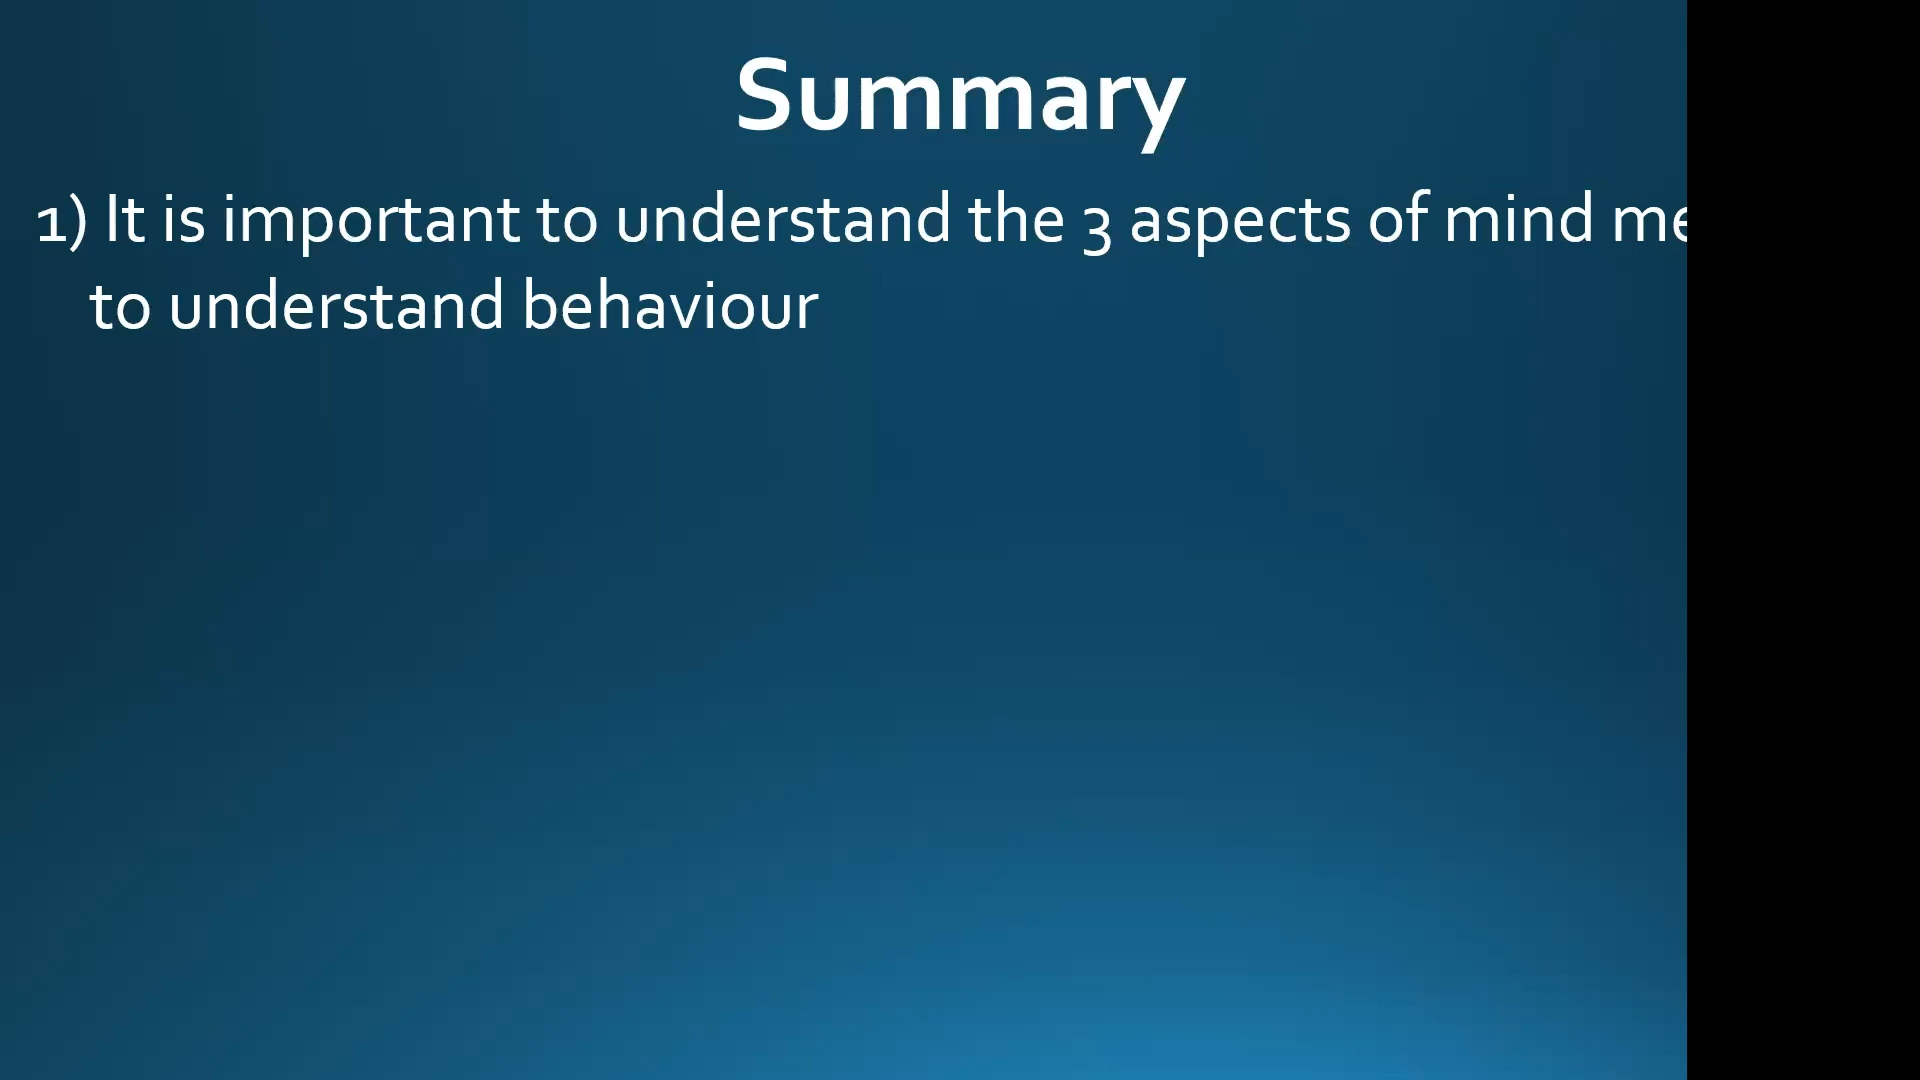 Summary
1) It is important to understand the 3 aspects of mind
to understand behaviour